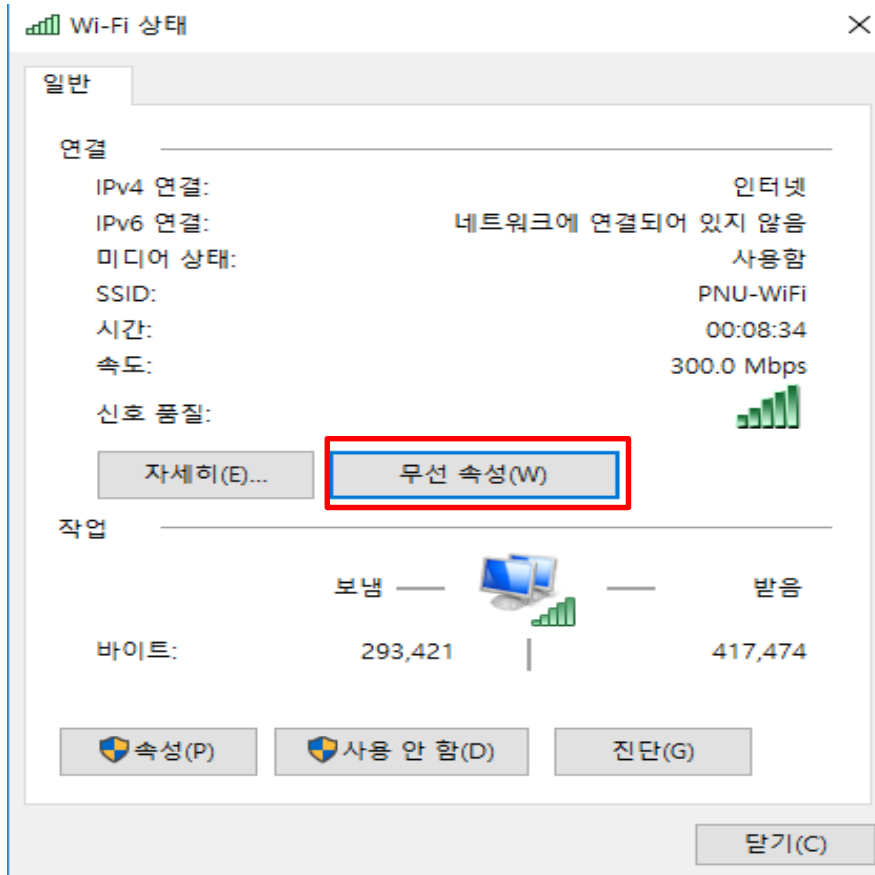 Wi-Fi 상태
일반
연결
IPv4 연결: 인터넷
IPv6 연결: 네트워크에 연결되어 있지 않음
미디어 상태: 사용함
SSID: PNU-WiFi
시간: 00:08:34
속도: 300.0 Mbps
신호 품질:
자세히(E)... 무선 속성(W)
작업
보냄 받음
바이트: 293,421 417,474
속성(P) 사용 안 함(D) 진단(G)
닫기(C)